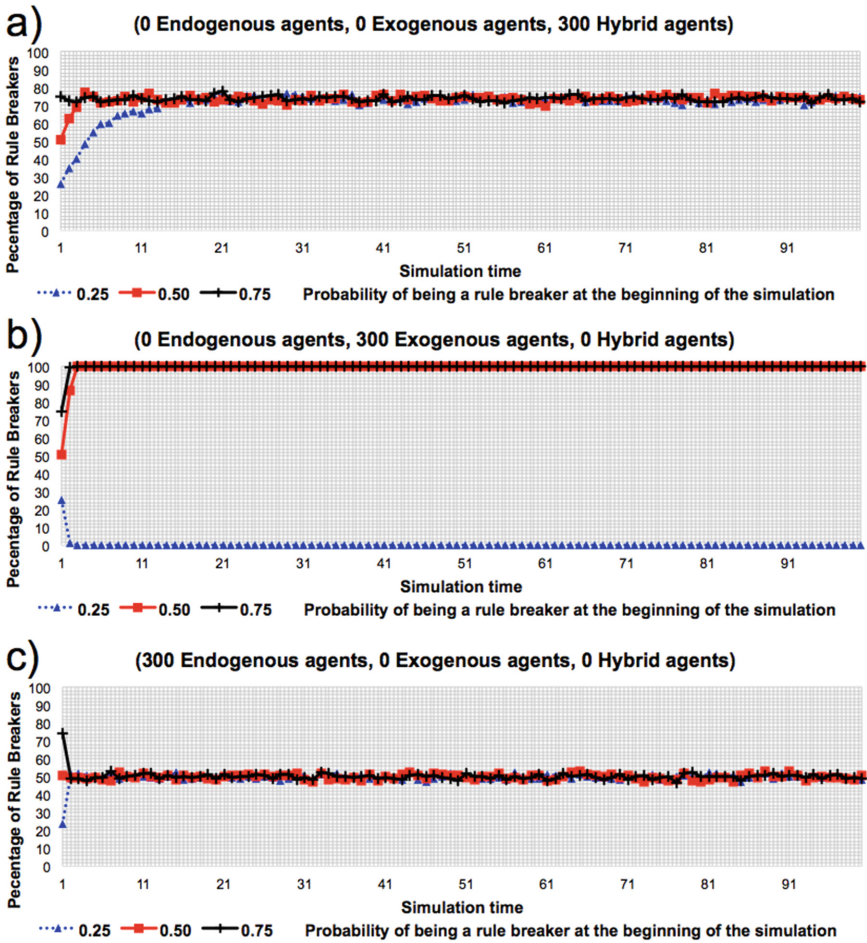 a)
(0 Endogenous agents, 0 Exogenous agents, 300 Hybrid agents)
Pecentage of Rule Breakers
100
90
80
70
60
50
40
30
20
10
0
1 11 21 31 41 51 61 71 81 91
Simulation time
0.25 0.50 0.75 Probability of being a rule breaker at the beginning of the simulation
b)
(0 Endogenous agents, 300 Exogenous agents, 0 Hybrid agents)
Pecentage of Rule Breakers
100
90
80
70
60
50
40
30
20
10
0
1 11 21 31 41 51 61 71 81 91
Simulation time
0.25 0.50 0.75 Probability of being a rule breaker at the beginning of the simulation
c)
(300 Endogenous agents, 0 Exogenous agents, 0 Hybrid agents)
Pecentage of Rule Breakers
100
90
80
70
60
50
40
30
20
10
0
1 11 21 31 41 51 61 71 81 91
Simulation time
0.25 0.50 0.75 Probability of being a rule breaker at the beginning of the simulation